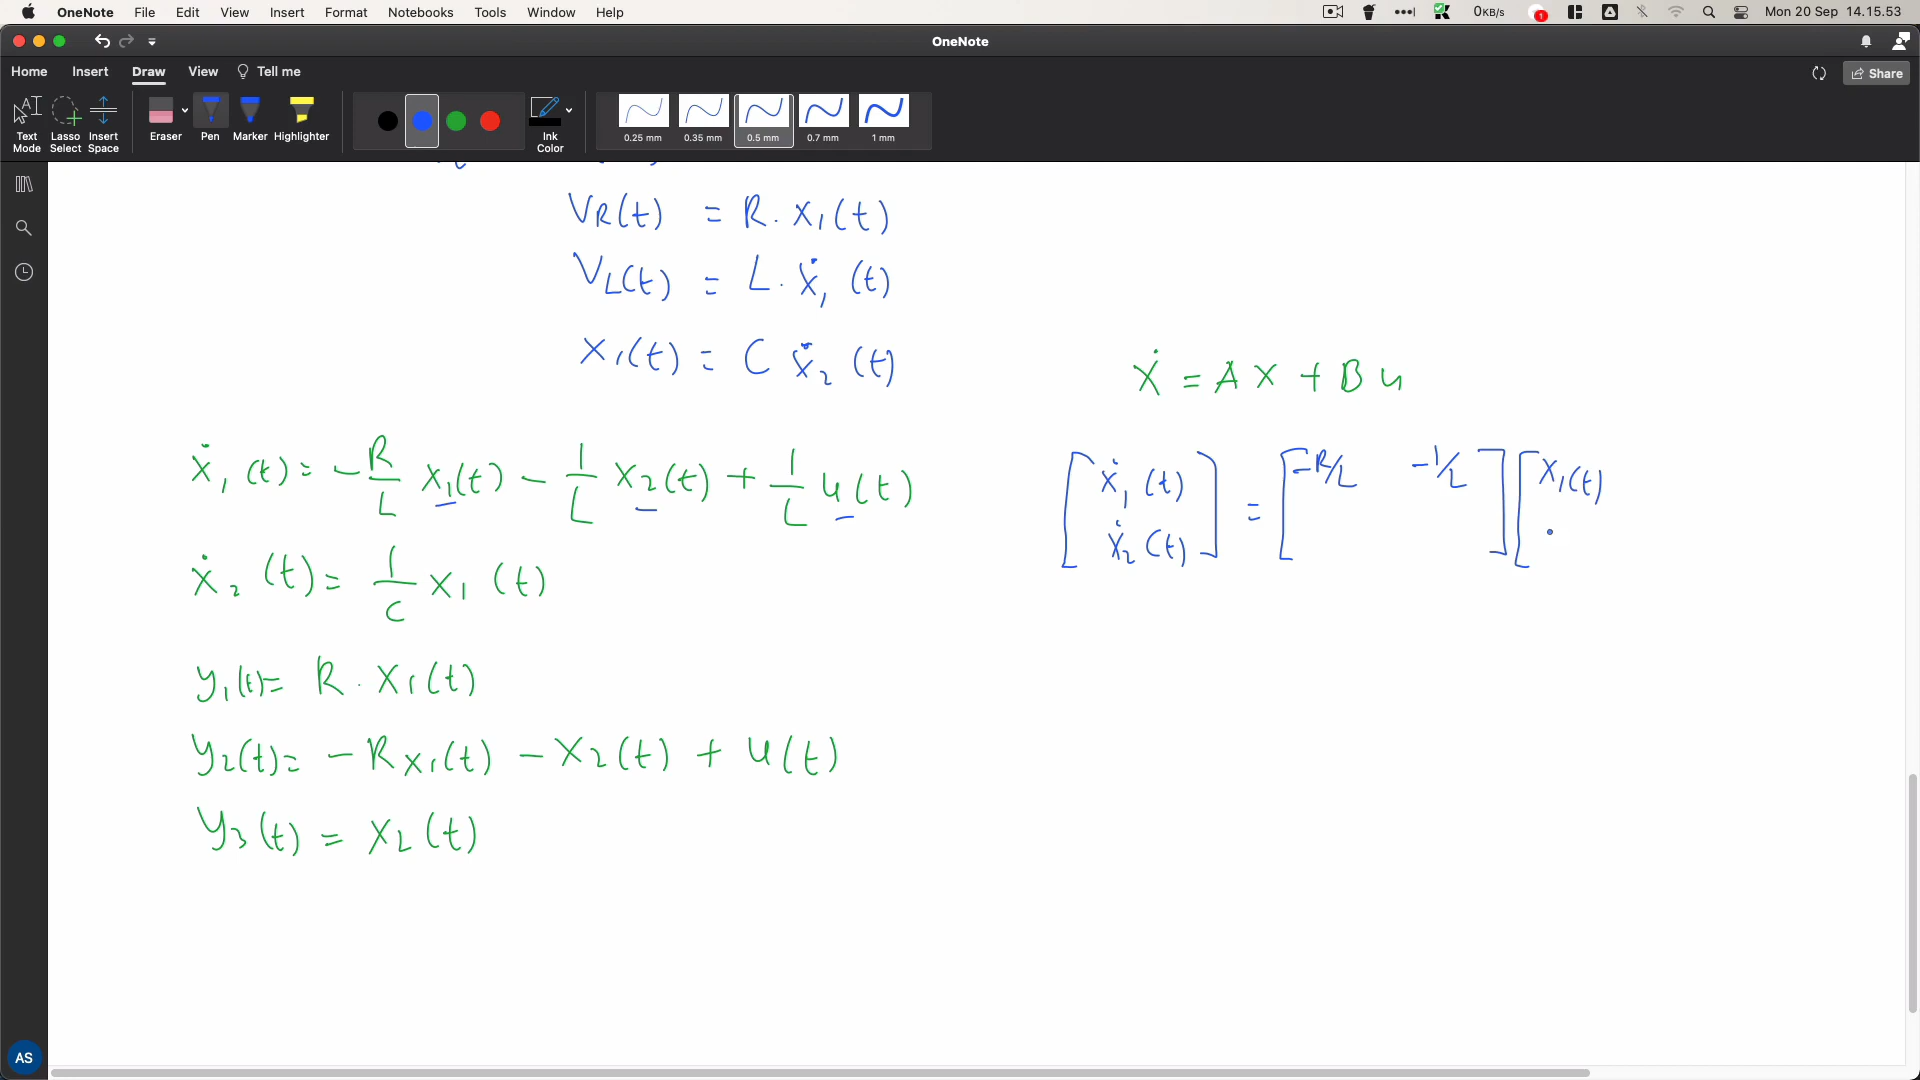 OneNote File Edit View Insert Format Notebooks Tools Window Help 0KB/s 1 Mon 20 Sep 14.15.53
OneNote
Home Insert Draw View Tell me Share
Text Mode Lasso Select Insert Space Eraser Pen Marker Highlighter Ink Color 0.25 mm 0.35 mm 0.5 mm 0.7 mm 1 mm
VR(t) = R . x₁(t)
VL(t) = L . ẋ₁ (t)
x₁(t) = C ẋ₂ (t)
Ẋ = A X + B u
ẋ₁ (t) = -R/L x₁(t) - 1/L x₂(t) + 1/L u(t)
[ẋ₁ (t) ẋ₂ (t)] = [-R/L -1/L] [x₁(t)
ẋ₂ (t) = 1/C x₁ (t)
y₁(t) = R . x₁(t)
y₂(t) = - R x₁(t) - x₂(t) + u(t)
y₃(t) = x₂(t)
AS